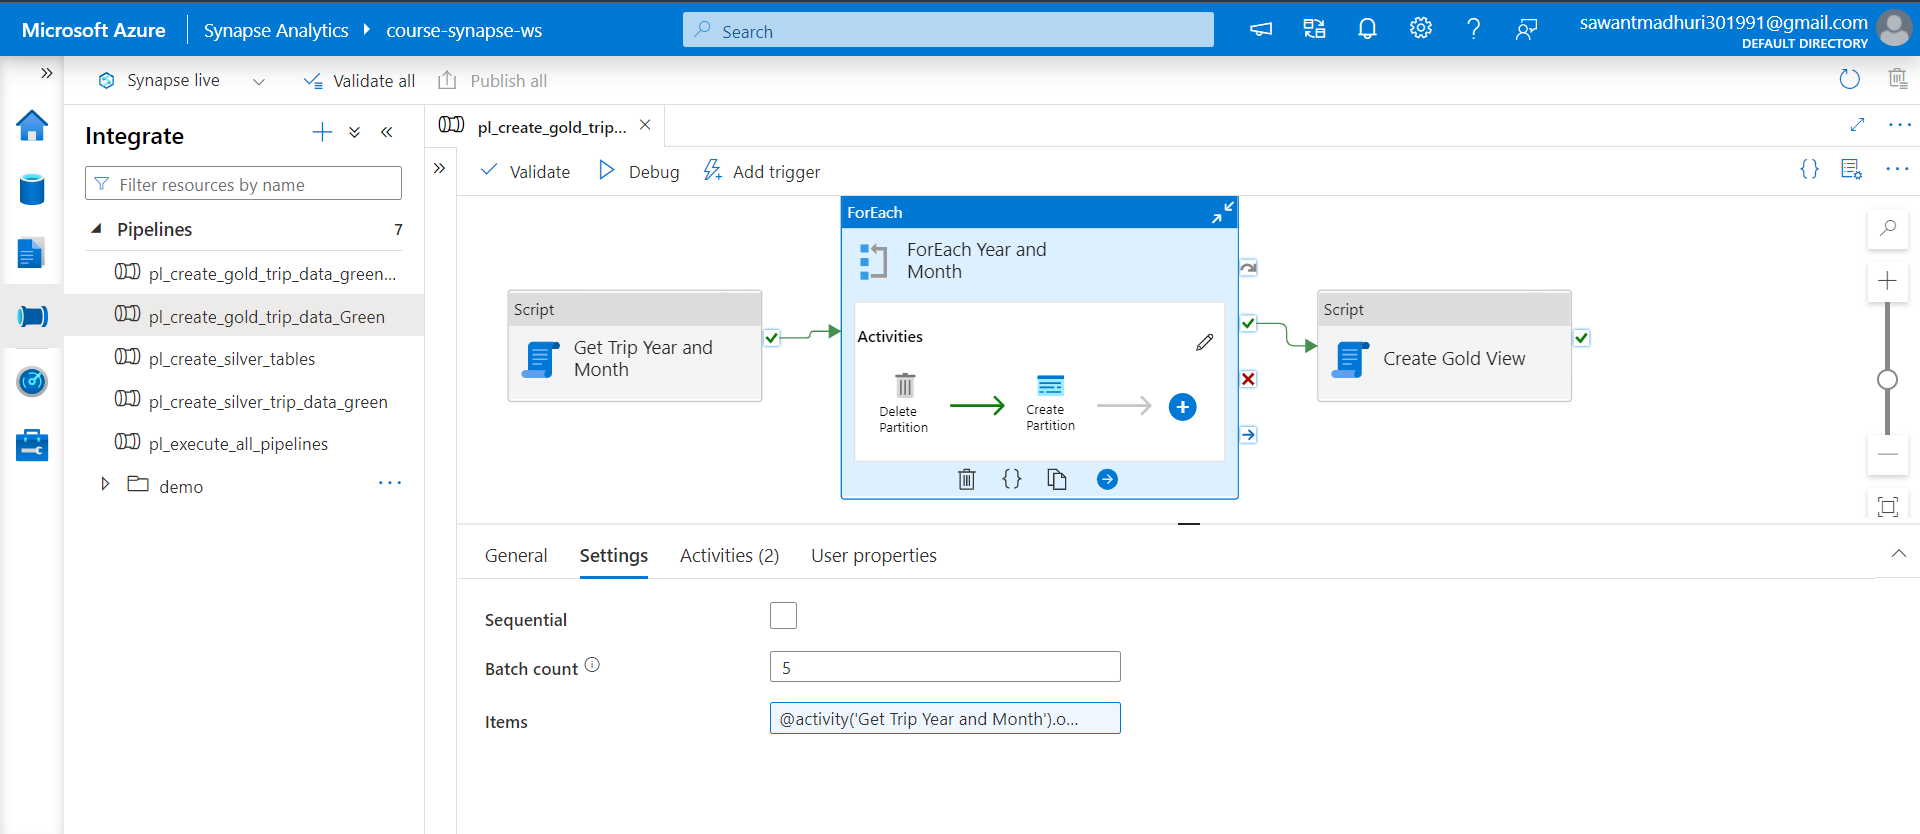 Microsoft Azure
Synapse Analytics
course-synapse-ws
Search
sawantmadhuri301991@gmail.com
DEFAULT DIRECTORY
Synapse live
Validate all
Publish all
Integrate
Filter resources by name
Pipelines
7
pl_create_gold_trip_data_green...
pl_create_gold_trip_data_Green
pl_create_silver_tables
pl_create_silver_trip_data_green
pl_execute_all_pipelines
demo
pl_create_gold_trip...
Validate
Debug
Add trigger
Script
Get Trip Year and
Month
ForEach
ForEach Year and
Month
Activities
Delete
Partition
Create
Partition
Script
Create Gold View
General
Settings
Activities (2)
User properties
Sequential
Batch count
5
Items
@activity('Get Trip Year and Month').o...